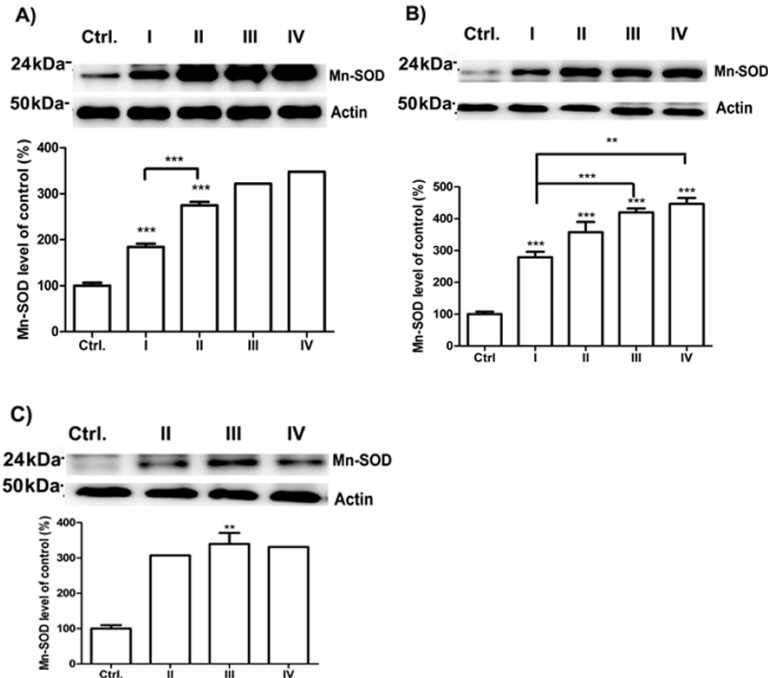 A)
Ctrl. I II III IV
24kDa Mn-SOD
50kDa Actin
Mn-SOD level of control (%)
400
300
200
100
0
***
***
***
Ctrl. I II III IV
B)
Ctrl. I II III IV
24kDa Mn-SOD
50kDa Actin
Mn-SOD level of control (%)
500
400
300
200
100
0
**
***
***
***
***
***
Ctrl I II III IV
C)
Ctrl. II III IV
24kDa Mn-SOD
50kDa Actin
Mn-SOD level of control (%)
400
300
200
100
0
**
Ctrl. II III IV